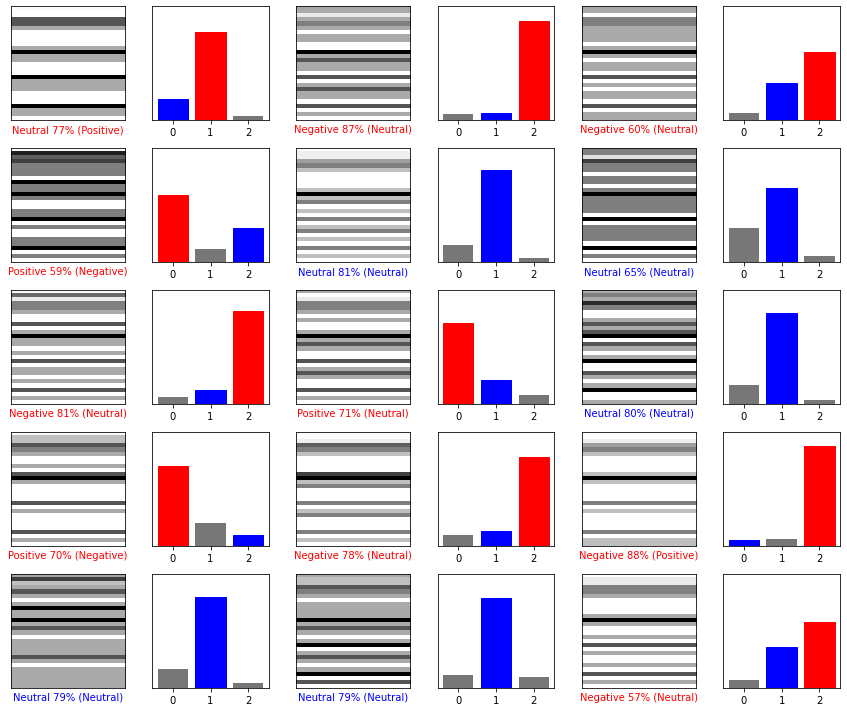 0 1 2 0 1 2 0 1 2
Neutral 77% (Positive) Negative 87% (Neutral) Negative 60% (Neutral)
0 1 2 0 1 2 0 1 2
Positive 59% (Negative) Neutral 81% (Neutral) Neutral 65% (Neutral)
0 1 2 0 1 2 0 1 2
Negative 81% (Neutral) Positive 71% (Neutral) Neutral 80% (Neutral)
0 1 2 0 1 2 0 1 2
Positive 70% (Negative) Negative 78% (Neutral) Negative 88% (Positive)
0 1 2 0 1 2 0 1 2
Neutral 79% (Neutral) Neutral 79% (Neutral) Negative 57% (Neutral)